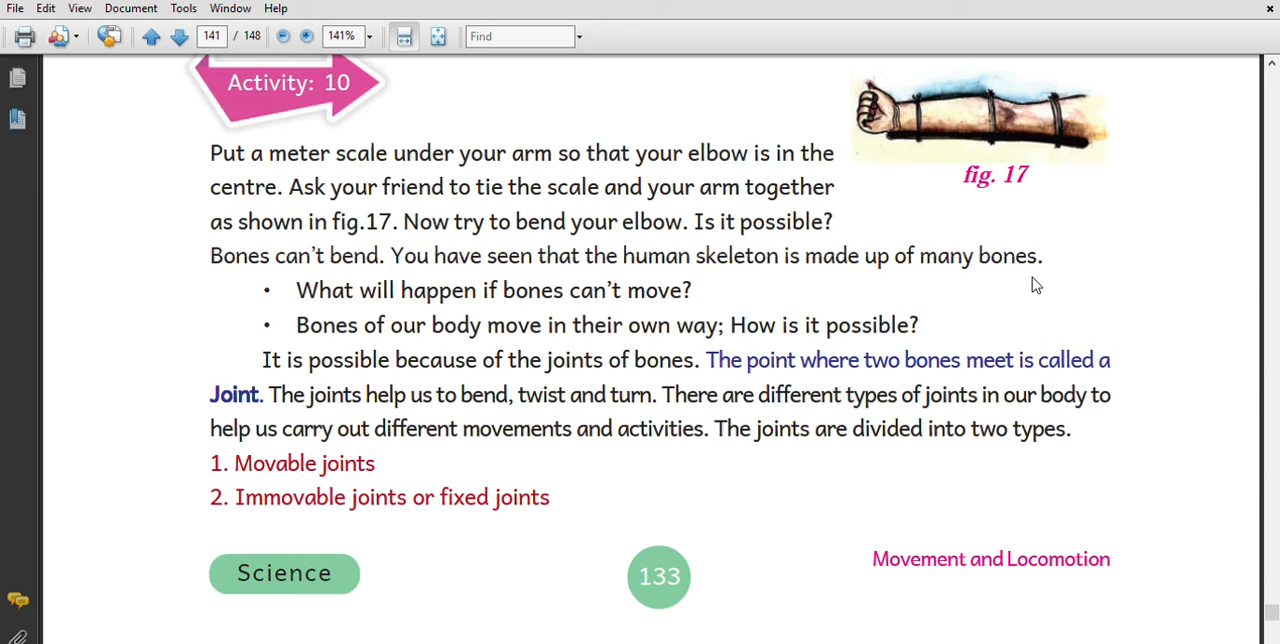 File Edit View Document Tools Window Help
141 / 148 141% Find
Activity: 10
Put a meter scale under your arm so that your elbow is in the
centre. Ask your friend to tie the scale and your arm together
as shown in fig.17. Now try to bend your elbow. Is it possible?
fig. 17
Bones can't bend. You have seen that the human skeleton is made up of many bones.
• What will happen if bones can't move?
• Bones of our body move in their own way; How is it possible?
It is possible because of the joints of bones. The point where two bones meet is called a
Joint. The joints help us to bend, twist and turn. There are different types of joints in our body to
help us carry out different movements and activities. The joints are divided into two types.
1. Movable joints
2. Immovable joints or fixed joints
Science 133 Movement and Locomotion